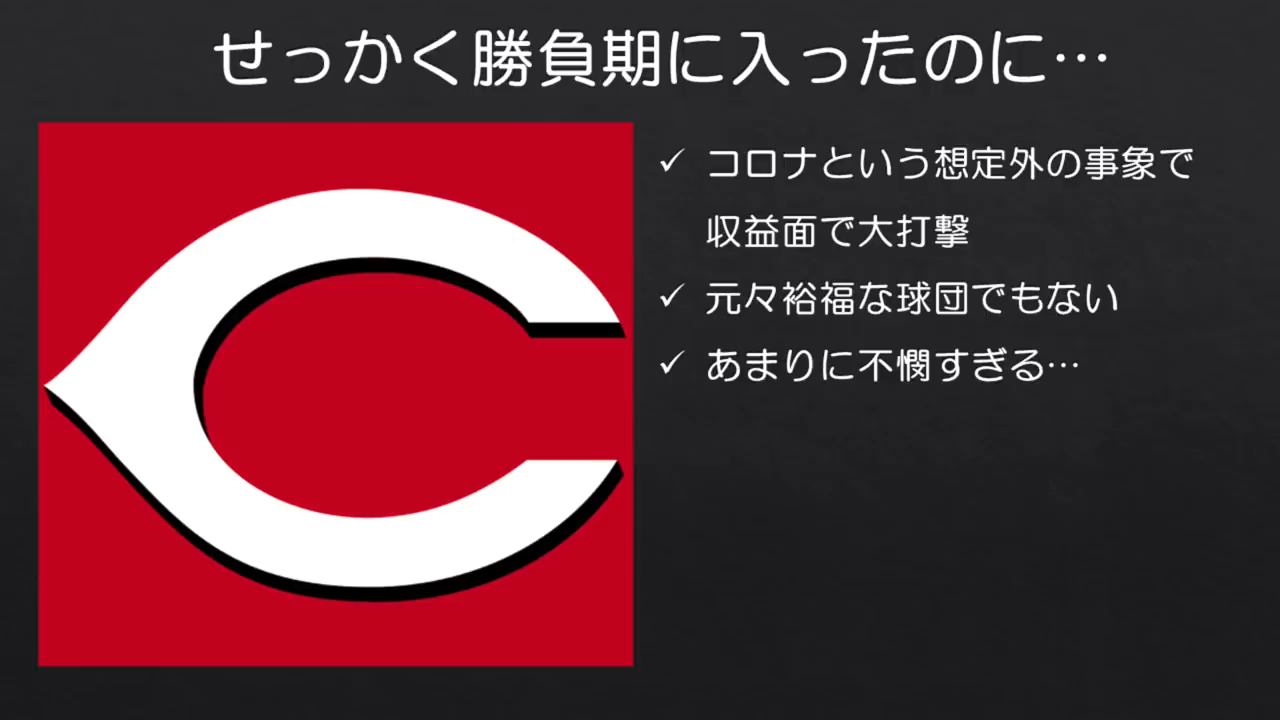 せっかく勝負期に入ったのに…
✓ コロナという想定外の事象で
収益面で大打撃
✓ 元々裕福な球団でもない
✓ あまりに不憫すぎる…